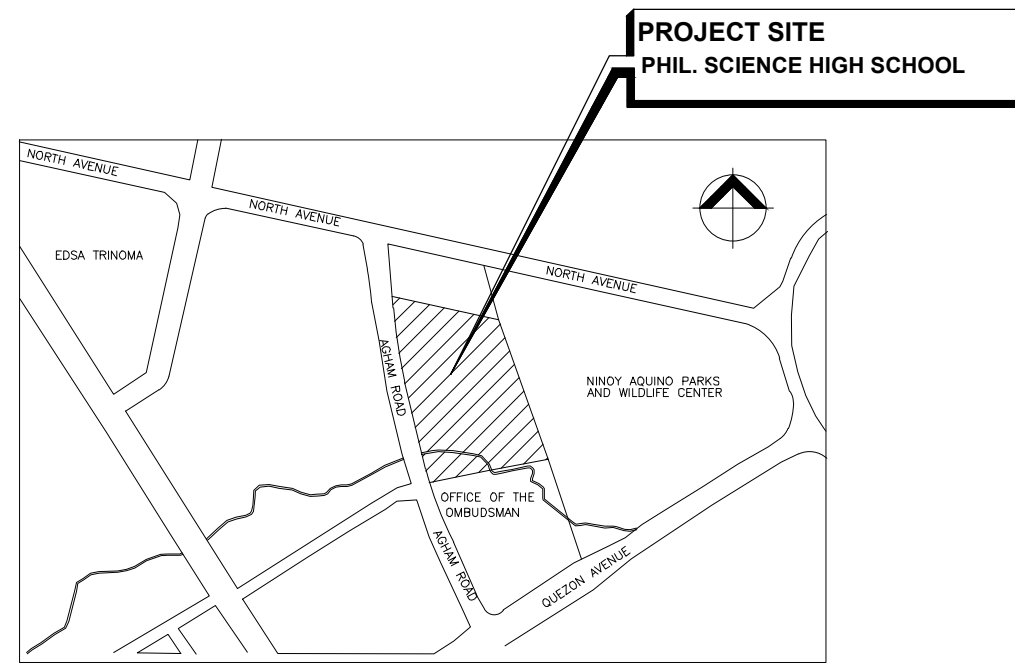 PROJECT SITE
PHIL. SCIENCE HIGH SCHOOL
NORTH AVENUE
NORTH AVENUE
EDSA TRINOMA
NORTH AVENUE
AGHAM ROAD
NINOY AQUINO PARKS
AND WILDLIFE CENTER
OFFICE OF THE
OMBUDSMAN
AGHAM ROAD
QUEZON AVENUE